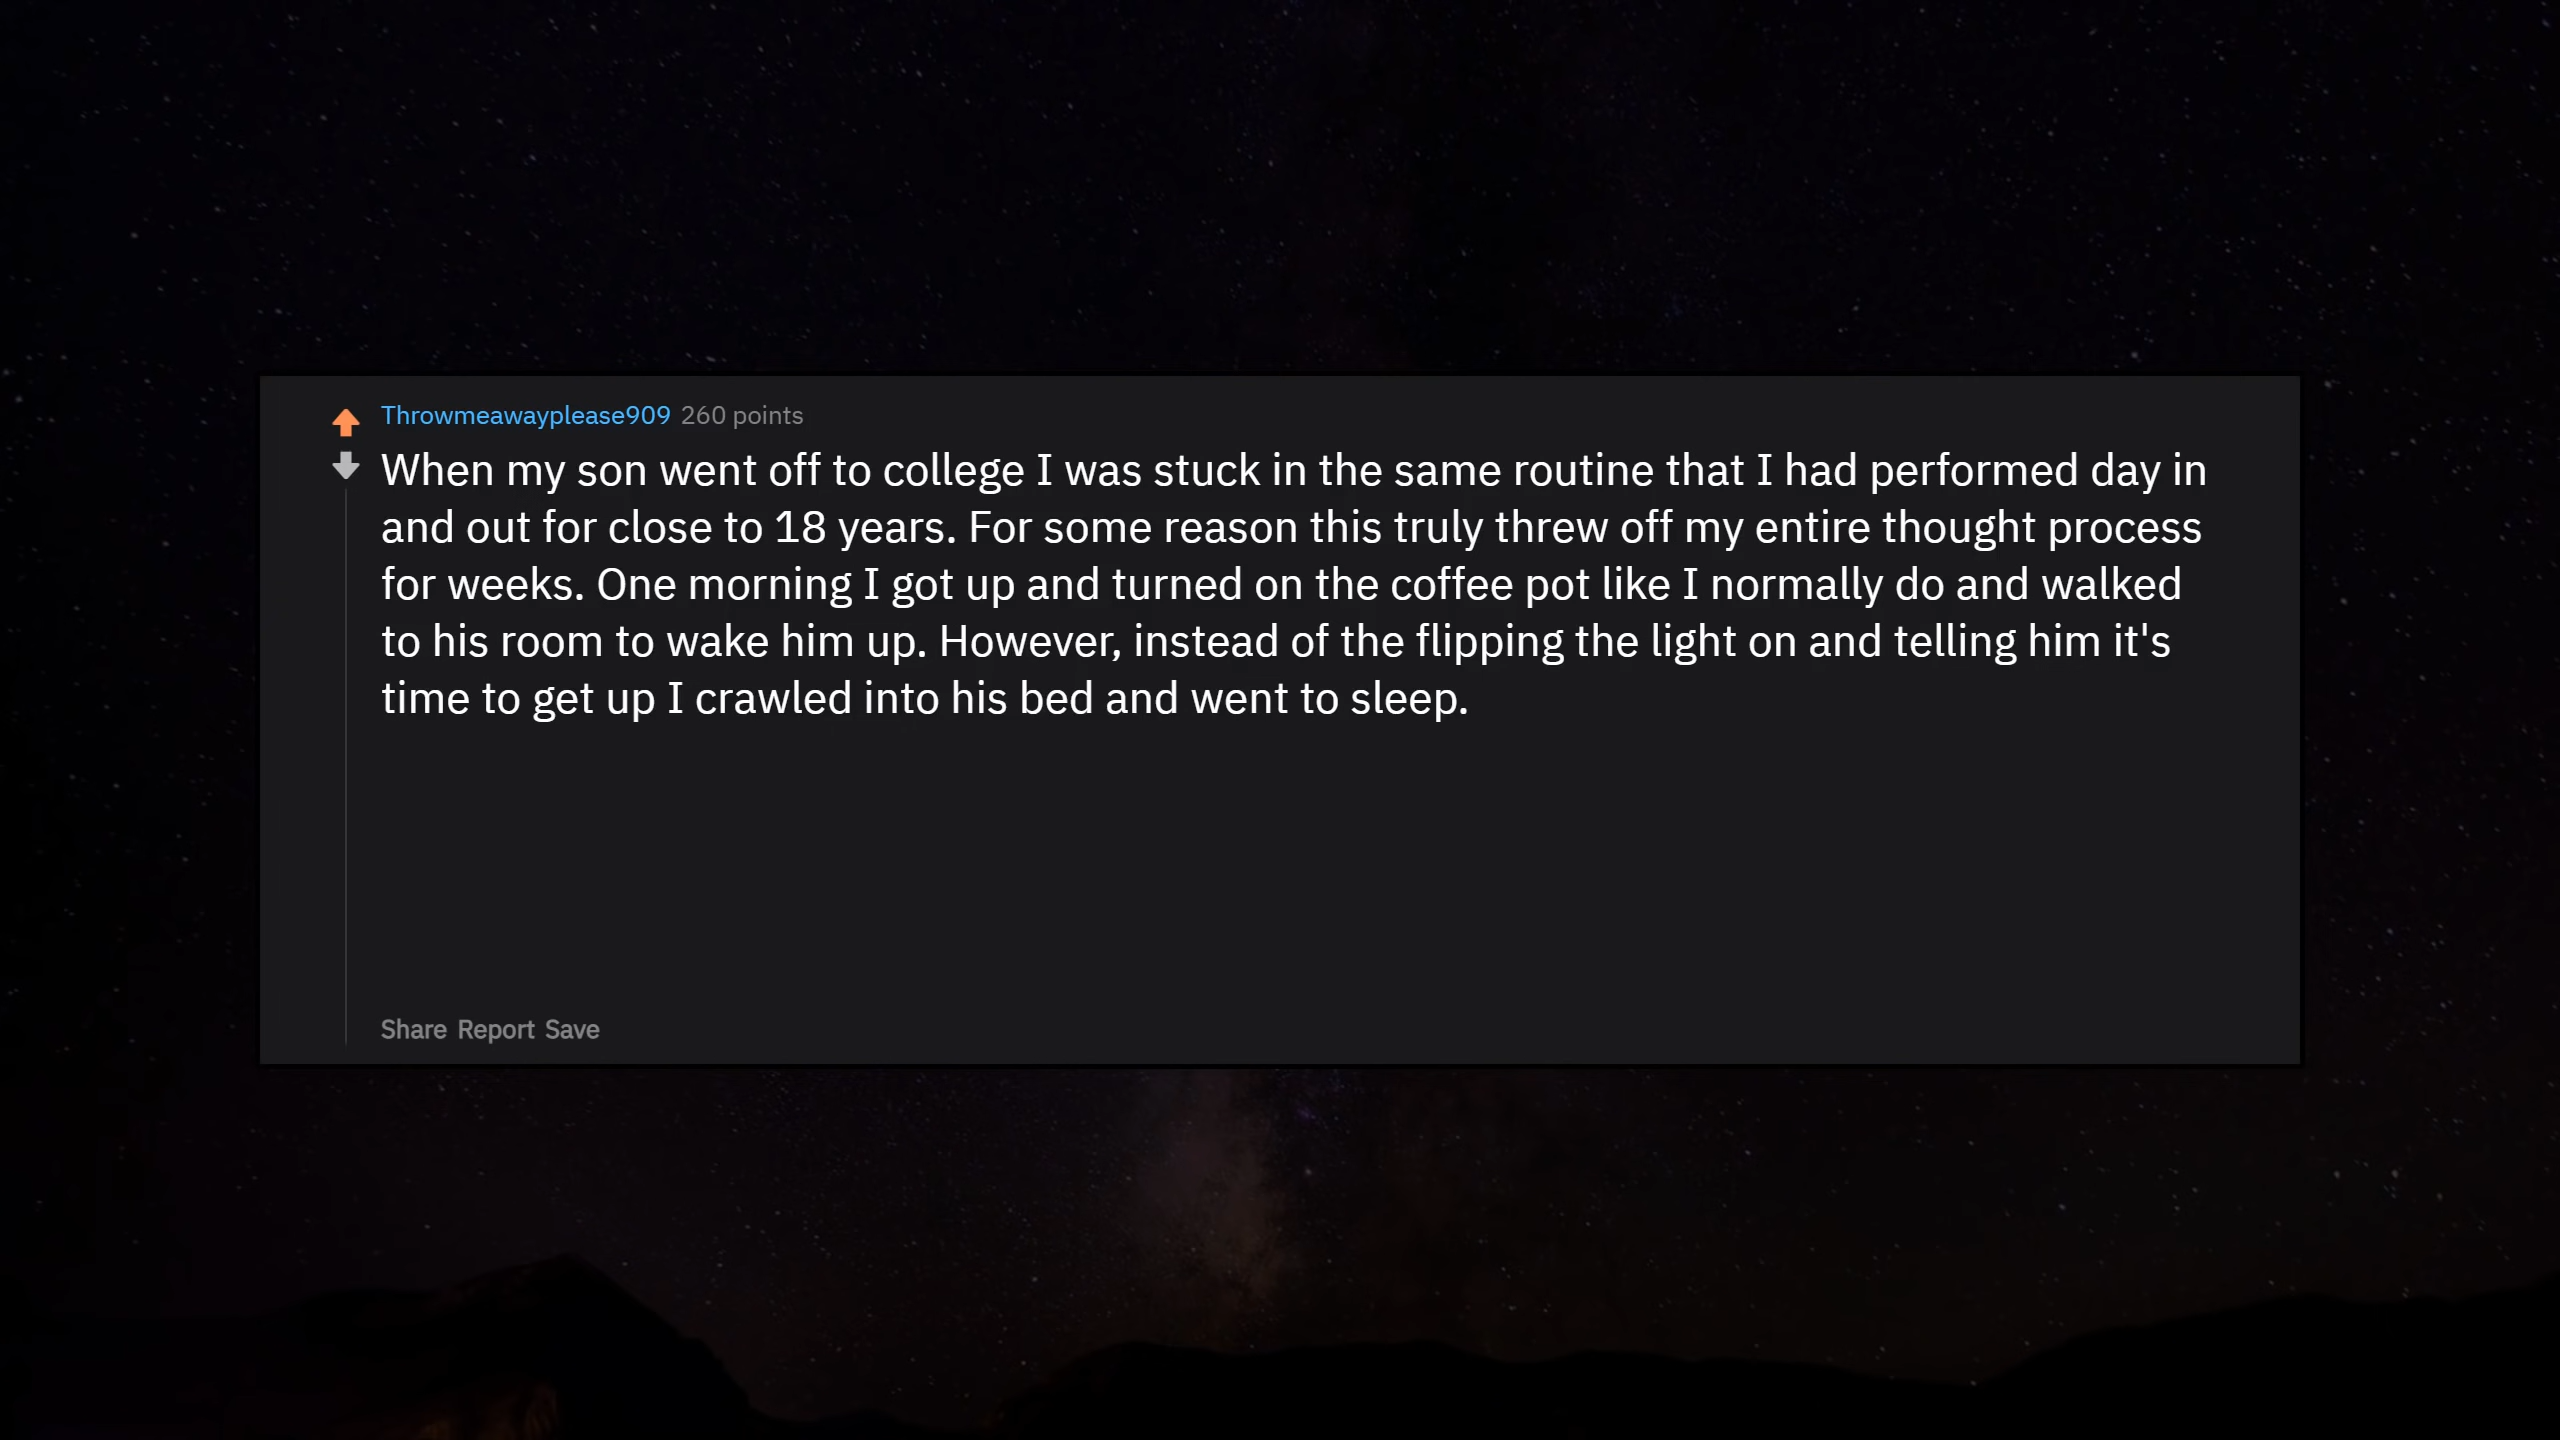 Throwmeawayplease909 260 points
When my son went off to college I was stuck in the same routine that I had performed day in
and out for close to 18 years. For some reason this truly threw off my entire thought process
for weeks. One morning I got up and turned on the coffee pot like I normally do and walked
to his room to wake him up. However, instead of the flipping the light on and telling him it's
time to get up I crawled into his bed and went to sleep.
Share Report Save